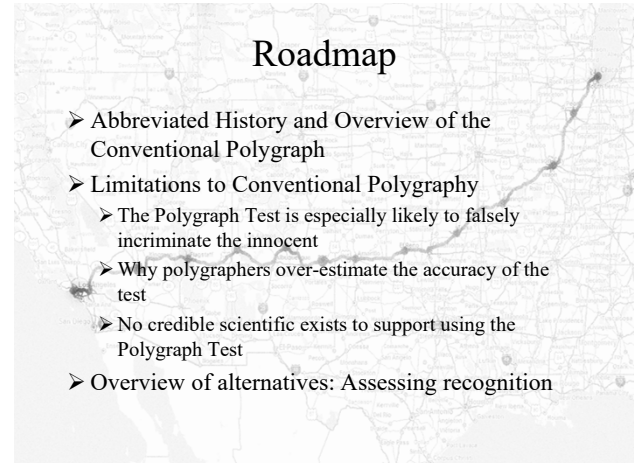 Roadmap
➢ Abbreviated History and Overview of the
Conventional Polygraph
➢ Limitations to Conventional Polygraphy
➢ The Polygraph Test is especially likely to falsely
incriminate the innocent
➢ Why polygraphers over-estimate the accuracy of the
test
➢ No credible scientific exists to support using the
Polygraph Test
➢ Overview of alternatives: Assessing recognition